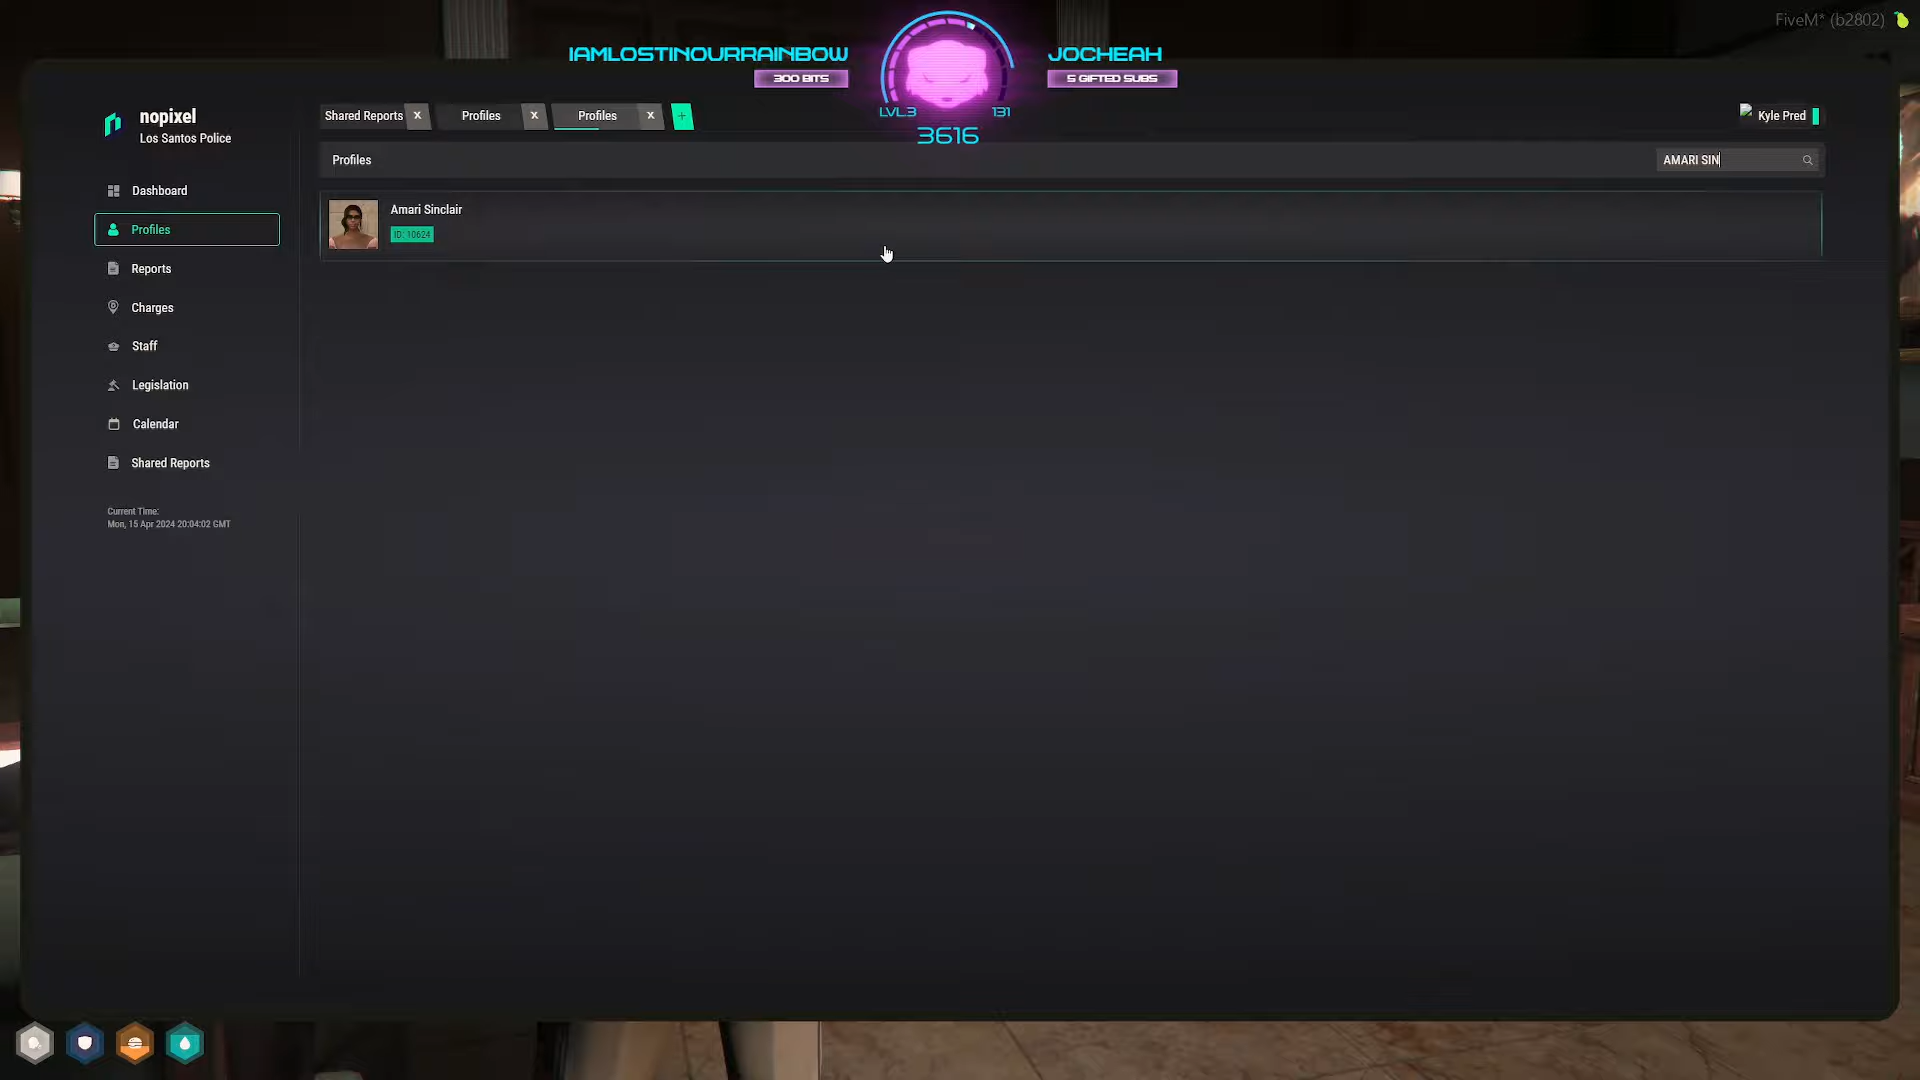 FiveM* (b2802)
IAMLOSTINOURRAINBOW
300 BITS
JOCHEAH
5 GIFTED SUBS
LVL3
131
3616
nopixel
Los Santos Police
Shared Reports x
Profiles x
Profiles x
+
Kyle Pred
Profiles
AMARI SIN
Amari Sinclair
ID: 10624
Dashboard
Profiles
Reports
Charges
Staff
Legislation
Calendar
Shared Reports
Current Time:
Mon, 15 Apr 2024 20:04:02 GMT